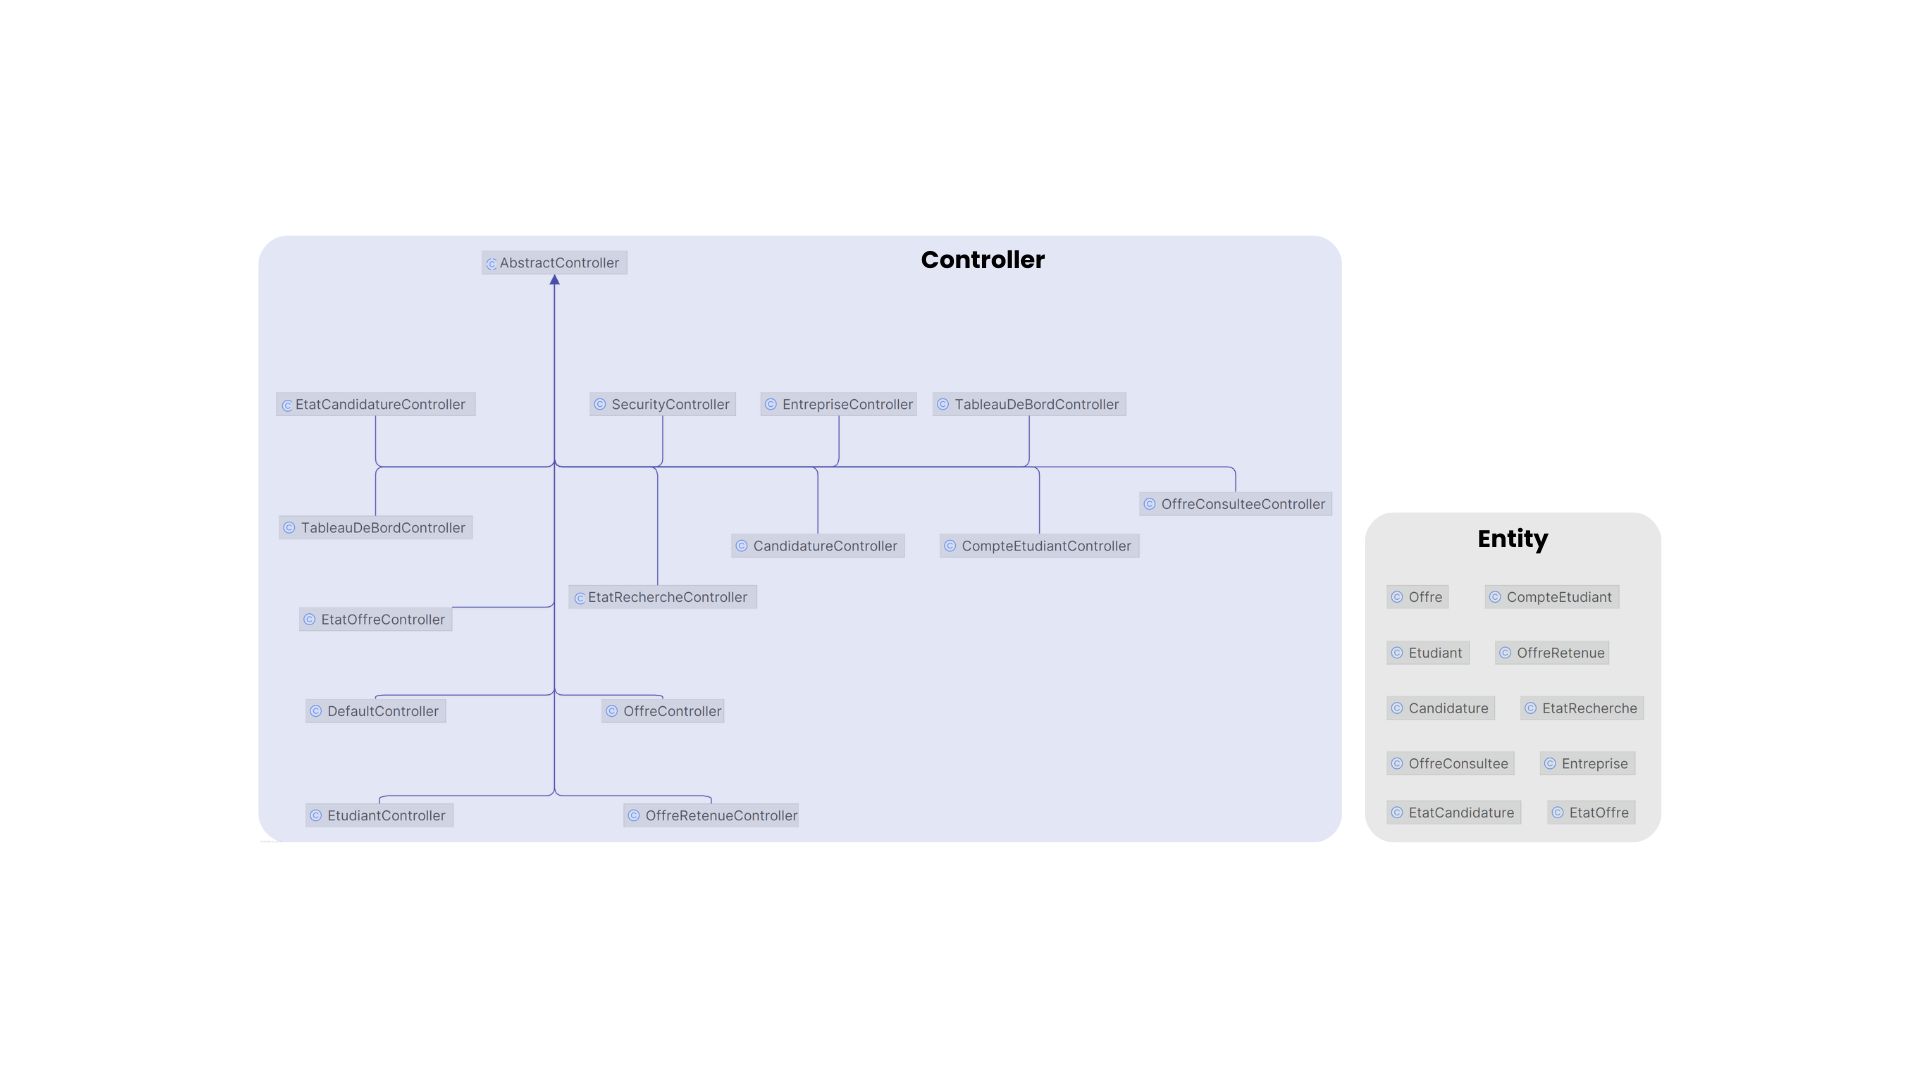 Controller
AbstractController
EtatCandidatureController
SecurityController
EntrepriseController
TableauDeBordController
OffreConsulteeController
TableauDeBordController
CandidatureController
CompteEtudiantController
EtatRechercheController
EtatOffreController
DefaultController
OffreController
EtudiantController
OffreRetenueController
Entity
Offre
CompteEtudiant
Etudiant
OffreRetenue
Candidature
EtatRecherche
OffreConsultee
Entreprise
EtatCandidature
EtatOffre